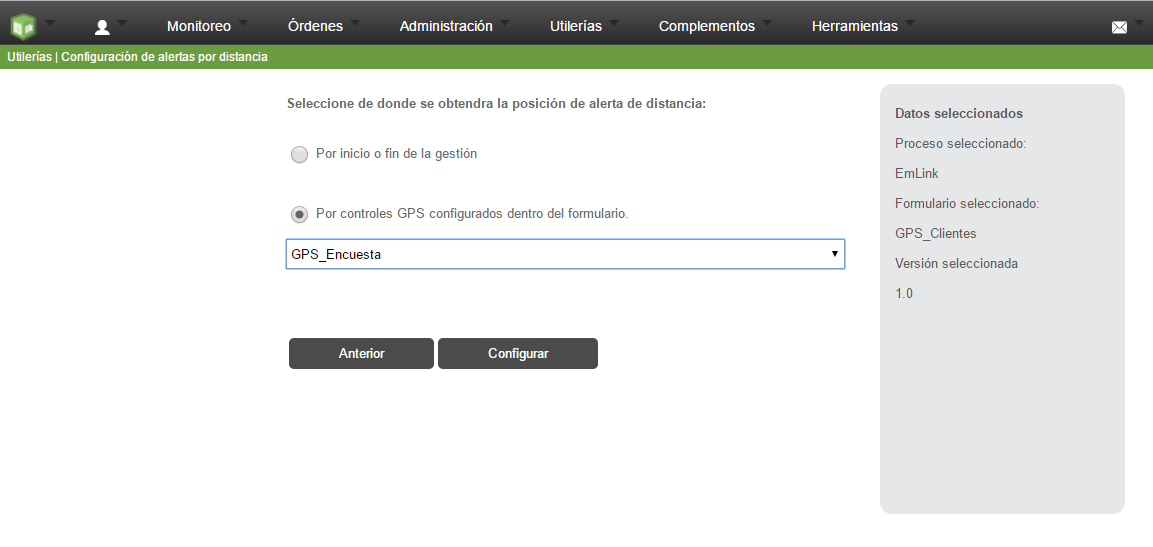 Monitoreo Órdenes Administración Utilerías Complementos Herramientas
Utilerías | Configuración de alertas por distancia
Seleccione de donde se obtendra la posición de alerta de distancia:
Por inicio o fin de la gestión
Por controles GPS configurados dentro del formulario.
GPS_Encuesta
Anterior Configurar
Datos seleccionados
Proceso seleccionado:
EmLink
Formulario seleccionado:
GPS_Clientes
Versión seleccionada
1.0